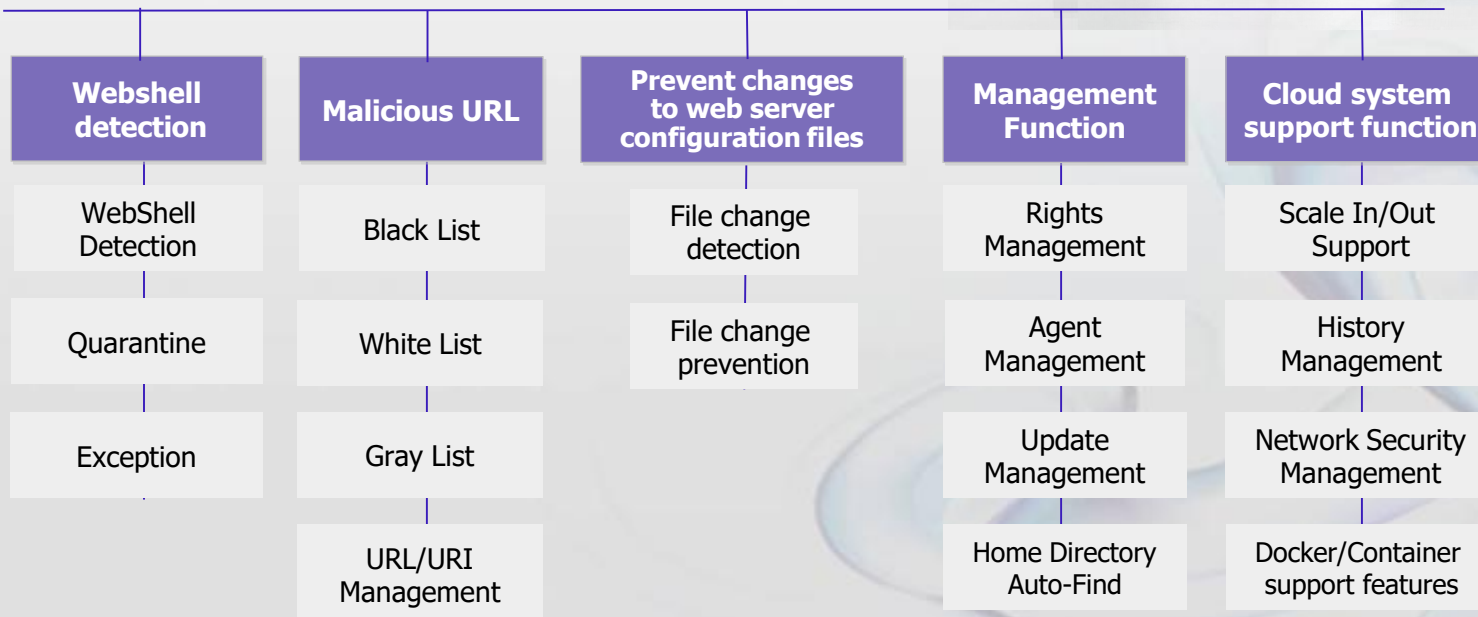 Webshell
detection
Malicious URL
Prevent changes
to web server
configuration files
Management
Function
Cloud system
support function
WebShell
Detection
Quarantine
Exception
Black List
White List
Gray List
URL/URI
Management
File change
detection
File change
prevention
Rights
Management
Agent
Management
Update
Management
Home Directory
Auto-Find
Scale In/Out
Support
History
Management
Network Security
Management
Docker/Container
support features